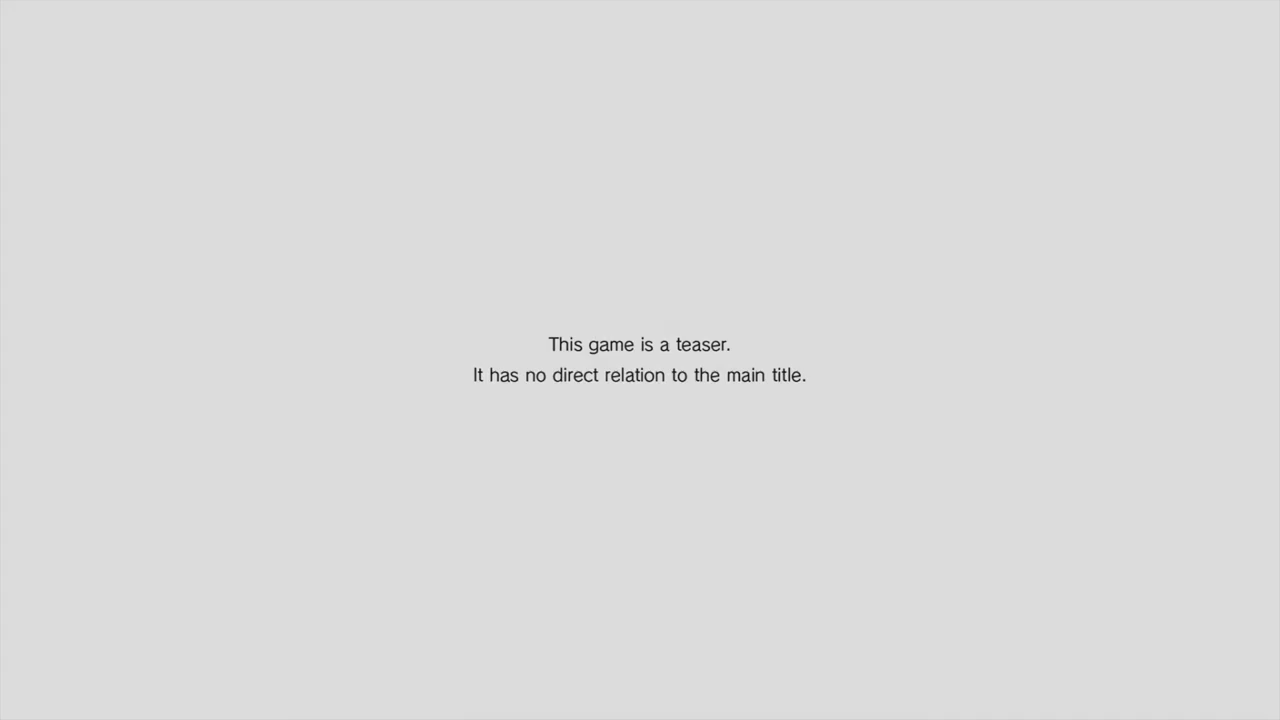 This game is a teaser.
It has no direct relation to the main title.